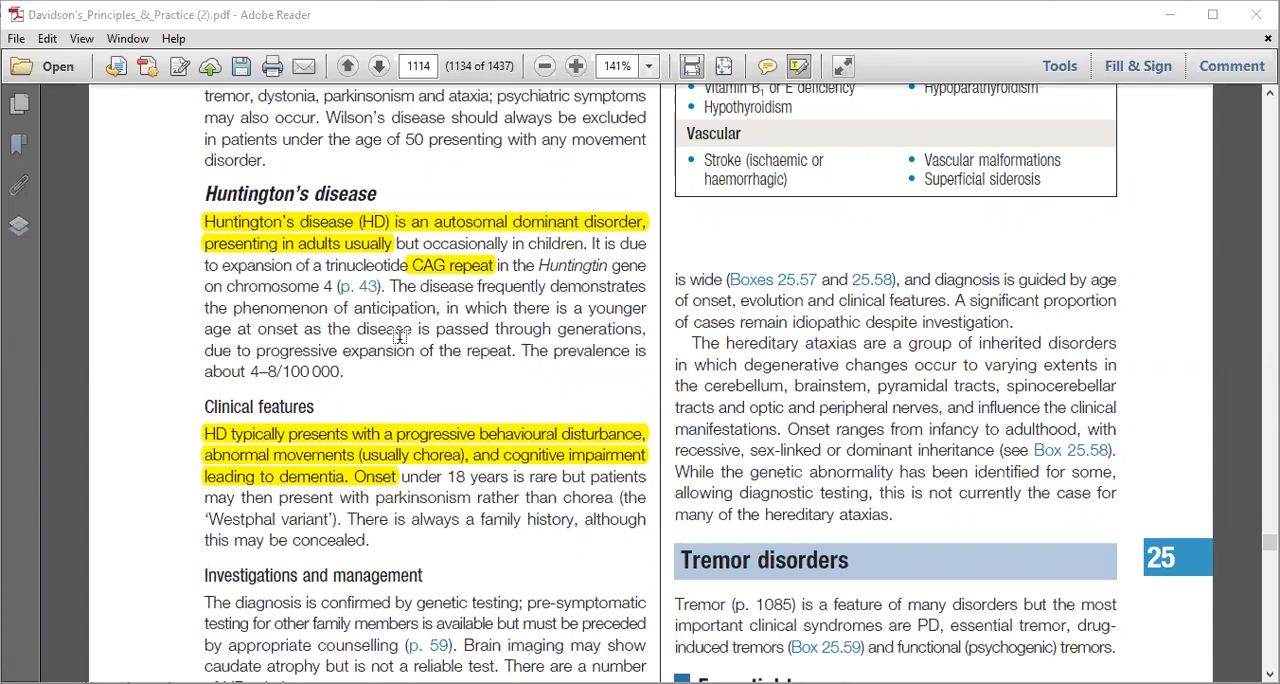 Davidson's_Principles_&_Practice (2).pdf - Adobe Reader
File Edit View Window Help
Open 1114 (1134 of 1437) 141% Tools Fill & Sign Comment
tremor, dystonia, parkinsonism and ataxia; psychiatric symptoms
may also occur. Wilson's disease should always be excluded
in patients under the age of 50 presenting with any movement
disorder.
Huntington's disease
Huntington's disease (HD) is an autosomal dominant disorder,
presenting in adults usually but occasionally in children. It is due
to expansion of a trinucleotide CAG repeat in the Huntingtin gene
on chromosome 4 (p. 43). The disease frequently demonstrates
the phenomenon of anticipation, in which there is a younger
age at onset as the disease is passed through generations,
due to progressive expansion of the repeat. The prevalence is
about 4–8/100 000.
Clinical features
HD typically presents with a progressive behavioural disturbance,
abnormal movements (usually chorea), and cognitive impairment
leading to dementia. Onset under 18 years is rare but patients
may then present with parkinsonism rather than chorea (the
‘Westphal variant’). There is always a family history, although
this may be concealed.
Investigations and management
The diagnosis is confirmed by genetic testing; pre-symptomatic
testing for other family members is available but must be preceded
by appropriate counselling (p. 59). Brain imaging may show
caudate atrophy but is not a reliable test. There are a number
• Vitamin B1 or E deficiency
• Hypothyroidism
• Hypoparathyroidism
Vascular
• Stroke (ischaemic or
haemorrhagic)
• Vascular malformations
• Superficial siderosis
is wide (Boxes 25.57 and 25.58), and diagnosis is guided by age
of onset, evolution and clinical features. A significant proportion
of cases remain idiopathic despite investigation.
The hereditary ataxias are a group of inherited disorders
in which degenerative changes occur to varying extents in
the cerebellum, brainstem, pyramidal tracts, spinocerebellar
tracts and optic and peripheral nerves, and influence the clinical
manifestations. Onset ranges from infancy to adulthood, with
recessive, sex-linked or dominant inheritance (see Box 25.58).
While the genetic abnormality has been identified for some,
allowing diagnostic testing, this is not currently the case for
many of the hereditary ataxias.
Tremor disorders
25
Tremor (p. 1085) is a feature of many disorders but the most
important clinical syndromes are PD, essential tremor, drug-
induced tremors (Box 25.59) and functional (psychogenic) tremors.